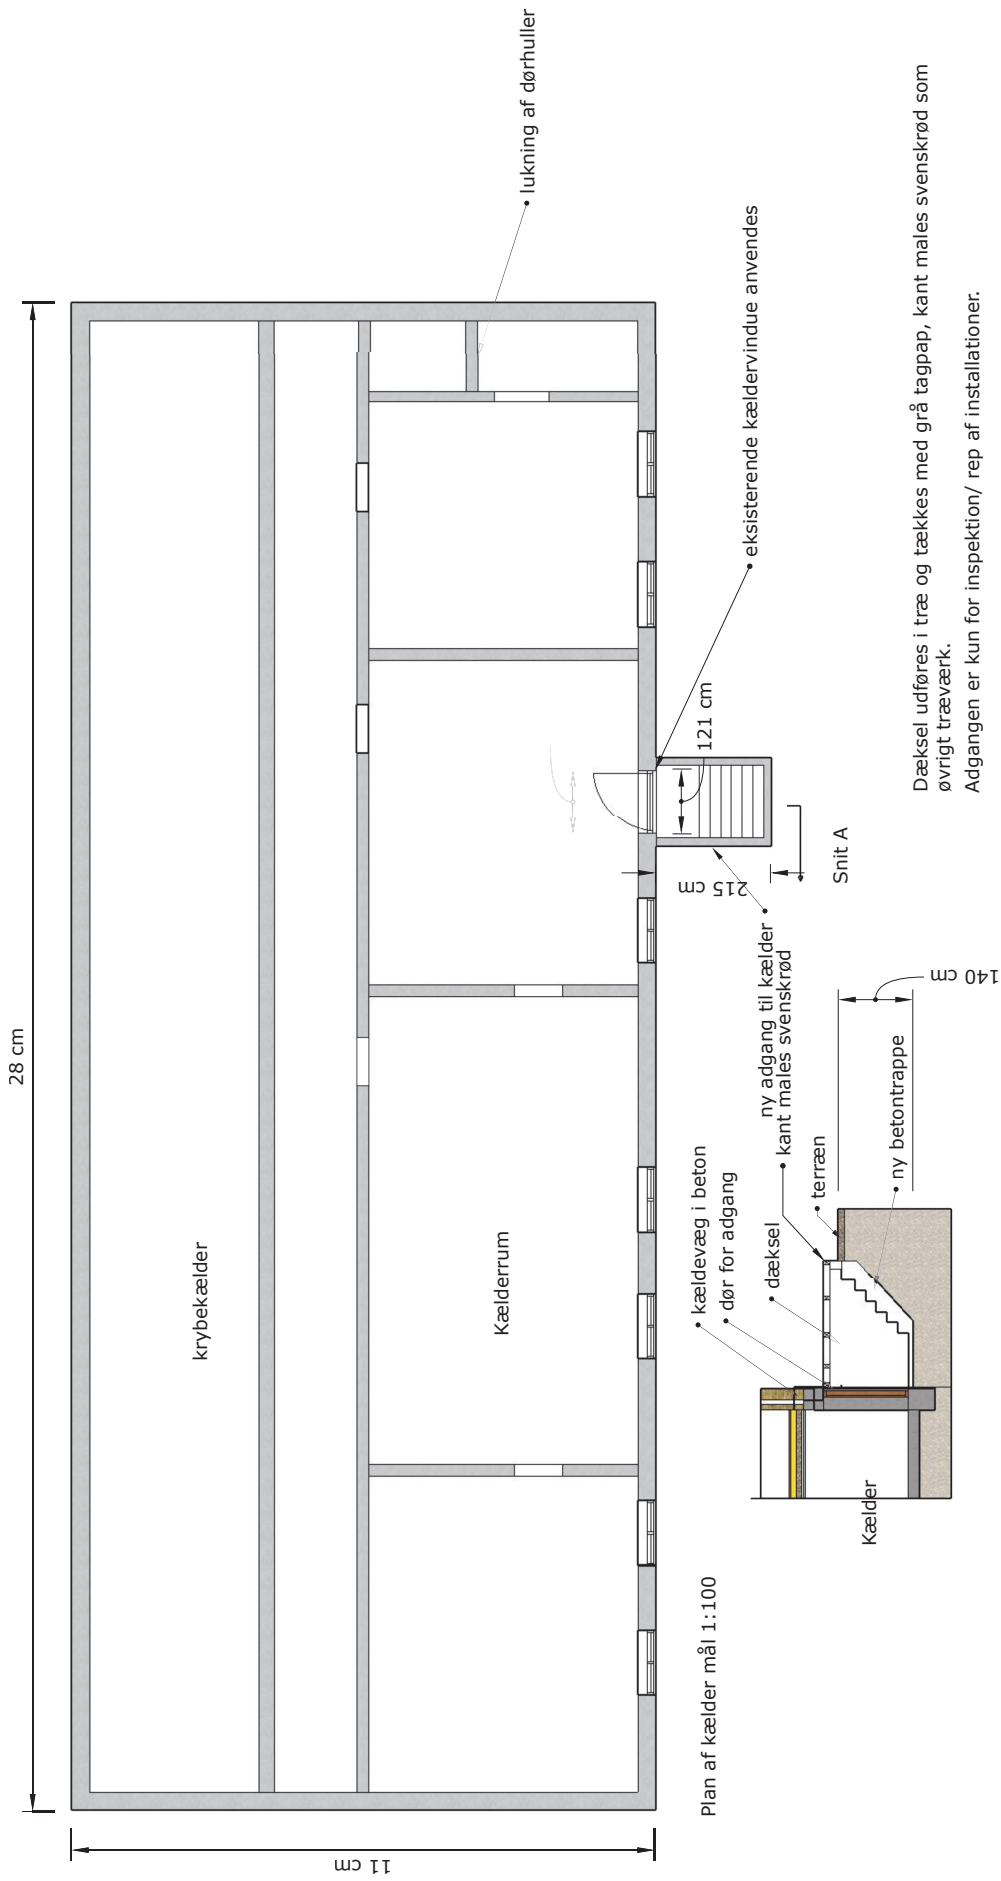 28 cm
11 cm
krybekælder
Kælderrum
lukning af dørhuller
eksisterende kældervindue anvendes
121 cm
215 cm
Snit A
ny adgang til kælder
kant males svenskrød
kældevæg i beton
dør for adgang
dæksel
terræn
ny betontrappe
140 cm
Kælder
Plan af kælder mål 1:100
Dæksel udføres i træ og tækkes med grå tagpap, kant males svenskrød som
øvrigt træværk.
Adgangen er kun for inspektion/ rep af installationer.